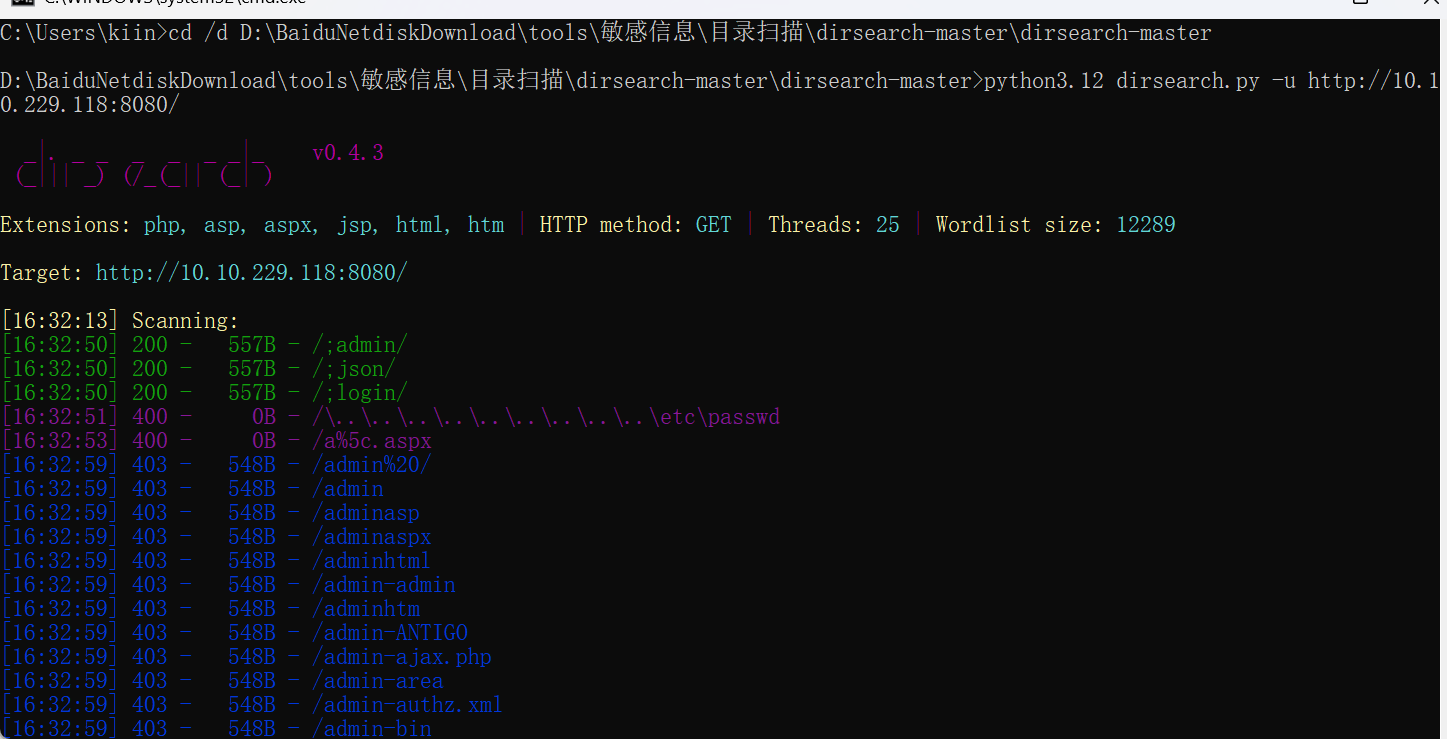 C:\WINDOWS\system32\cmd.exe
C:\Users\kiin>cd /d D:\BaiduNetdiskDownload\tools\敏感信息\目录扫描\dirsearch-master\dirsearch-master
D:\BaiduNetdiskDownload\tools\敏感信息\目录扫描\dirsearch-master\dirsearch-master>python3.12 dirsearch.py -u http://10.1
0.229.118:8080/
v0.4.3
Extensions: php, asp, aspx, jsp, html, htm | HTTP method: GET | Threads: 25 | Wordlist size: 12289
Target: http://10.10.229.118:8080/
[16:32:13] Scanning:
[16:32:50] 200 -   557B - /;admin/
[16:32:50] 200 -   557B - /;json/
[16:32:50] 200 -   557B - /;login/
[16:32:51] 400 -     0B - /\..\..\..\..\..\..\..\..\..\etc\passwd
[16:32:53] 400 -     0B - /a%5c.aspx
[16:32:59] 403 -   548B - /admin%20/
[16:32:59] 403 -   548B - /admin
[16:32:59] 403 -   548B - /adminasp
[16:32:59] 403 -   548B - /adminaspx
[16:32:59] 403 -   548B - /adminhtml
[16:32:59] 403 -   548B - /admin-admin
[16:32:59] 403 -   548B - /adminhtm
[16:32:59] 403 -   548B - /admin-ANTIGO
[16:32:59] 403 -   548B - /admin-ajax.php
[16:32:59] 403 -   548B - /admin-area
[16:32:59] 403 -   548B - /admin-authz.xml
[16:32:59] 403 -   548B - /admin-bin